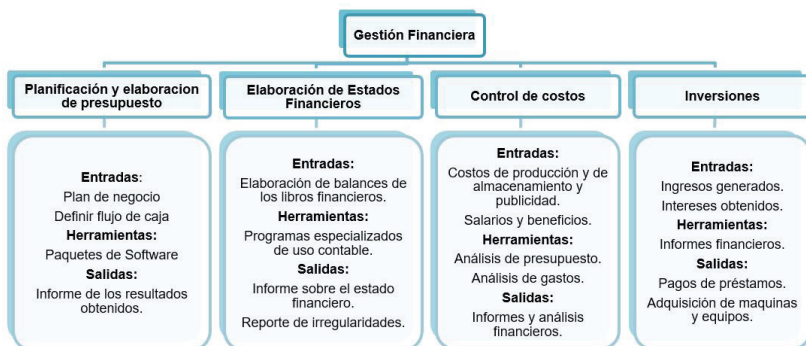 Gestión Financiera
Planificación y elaboracion
de presupuesto
Entradas:
Plan de negocio
Definir flujo de caja
Herramientas:
Paquetes de Software
Salidas:
Informe de los resultados
obtenidos.
Elaboración de Estados
Financieros
Entradas:
Elaboración de balances de
los libros financieros.
Herramientas:
Programas especializados
de uso contable.
Salidas:
Informe sobre el estado
financiero.
Reporte de irregularidades.
Control de costos
Entradas:
Costos de producción y de
almacenamiento y
publicidad.
Salarios y beneficios.
Herramientas:
Análisis de presupuesto.
Análisis de gastos.
Salidas:
Informes y análisis
financieros.
Inversiones
Entradas:
Ingresos generados.
Intereses obtenidos.
Herramientas:
Informes financieros.
Salidas:
Pagos de préstamos.
Adquisición de maquinas
y equipos.